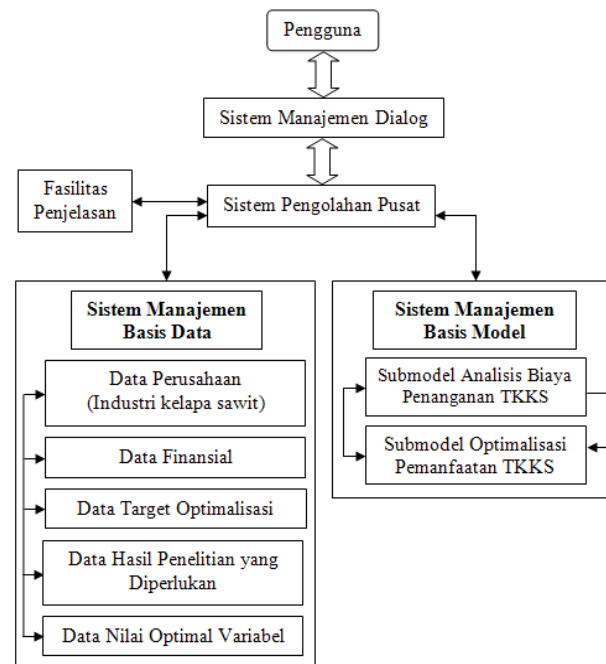 Pengguna
Sistem Manajemen Dialog
Fasilitas
Penjelasan
Sistem Pengolahan Pusat
Sistem Manajemen
Basis Data
Data Perusahaan
(Industri kelapa sawit)
Data Finansial
Data Target Optimalisasi
Data Hasil Penelitian yang
Diperlukan
Data Nilai Optimal Variabel
Sistem Manajemen
Basis Model
Submodel Analisis Biaya
Penanganan TKKS
Submodel Optimalisasi
Pemanfaatan TKKS